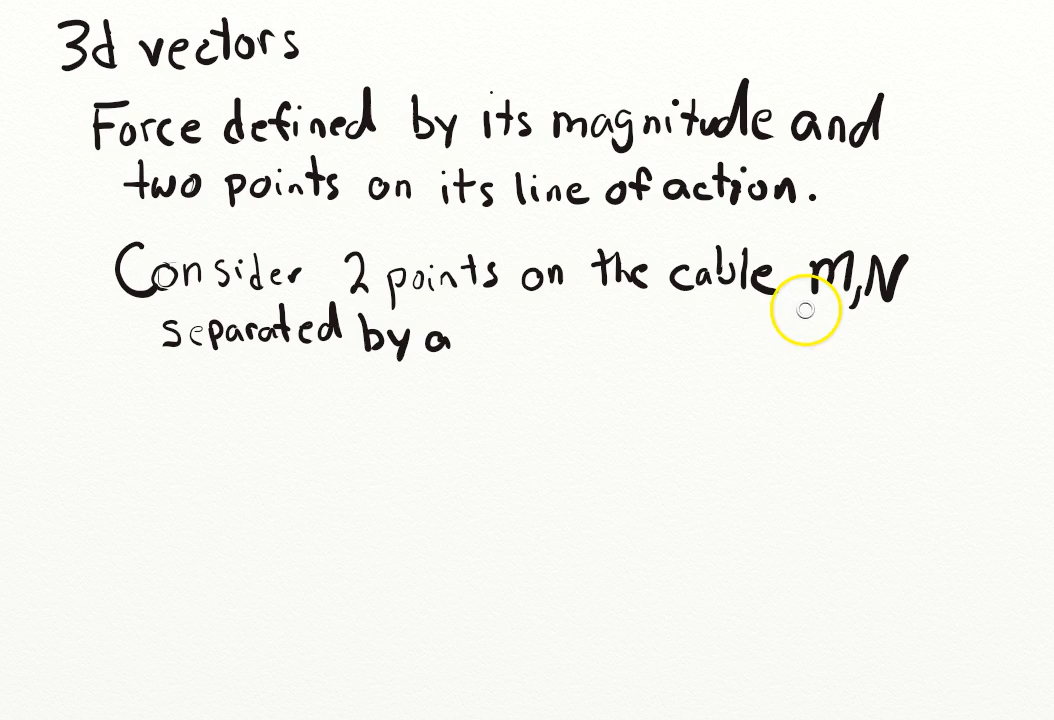 3d vectors
Force defined by its magnitude and
two points on its line of action.
Consider 2 points on the cable M,N
separated by a